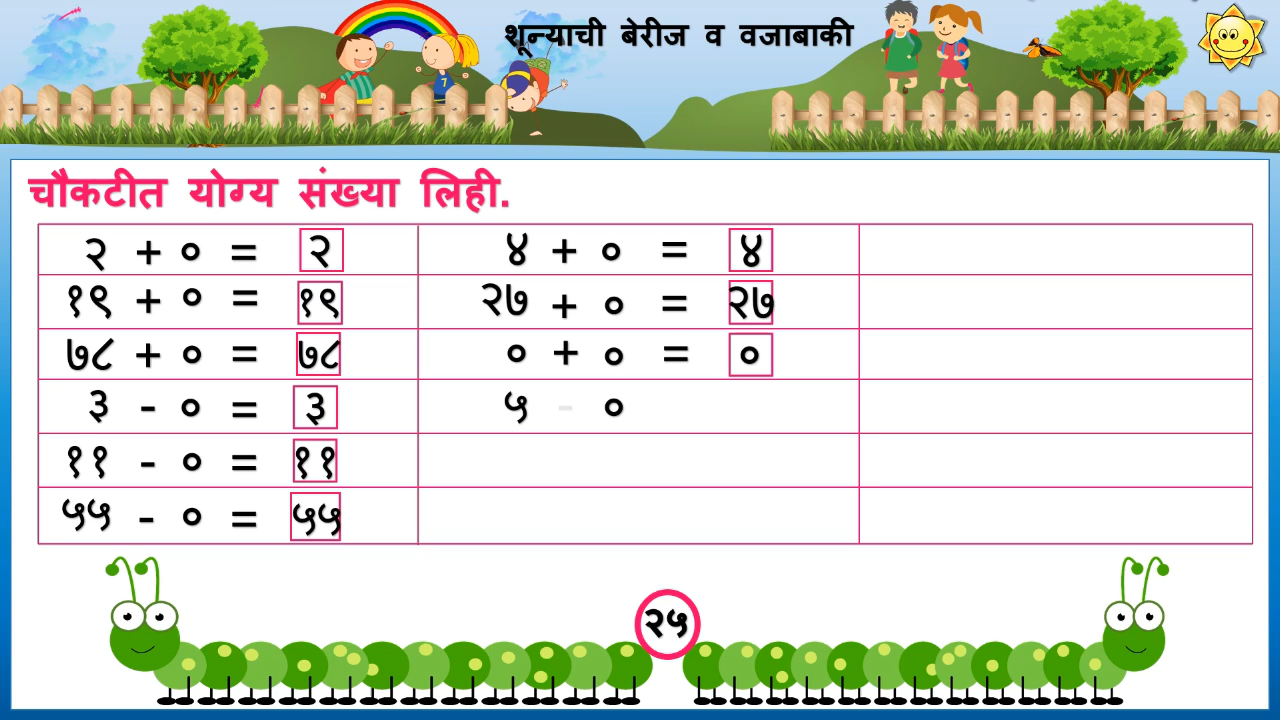 शून्याची बेरीज व वजाबाकी
चौकटीत योग्य संख्या लिही.
२ + ० = २ ४ + ० = ४
१९ + ० = १९ २७ + ० = २७
७८ + ० = ७८ ० + ० = ०
३ - ० = ३ ५ - ०
११ - ० = ११
५५ - ० = ५५
२५